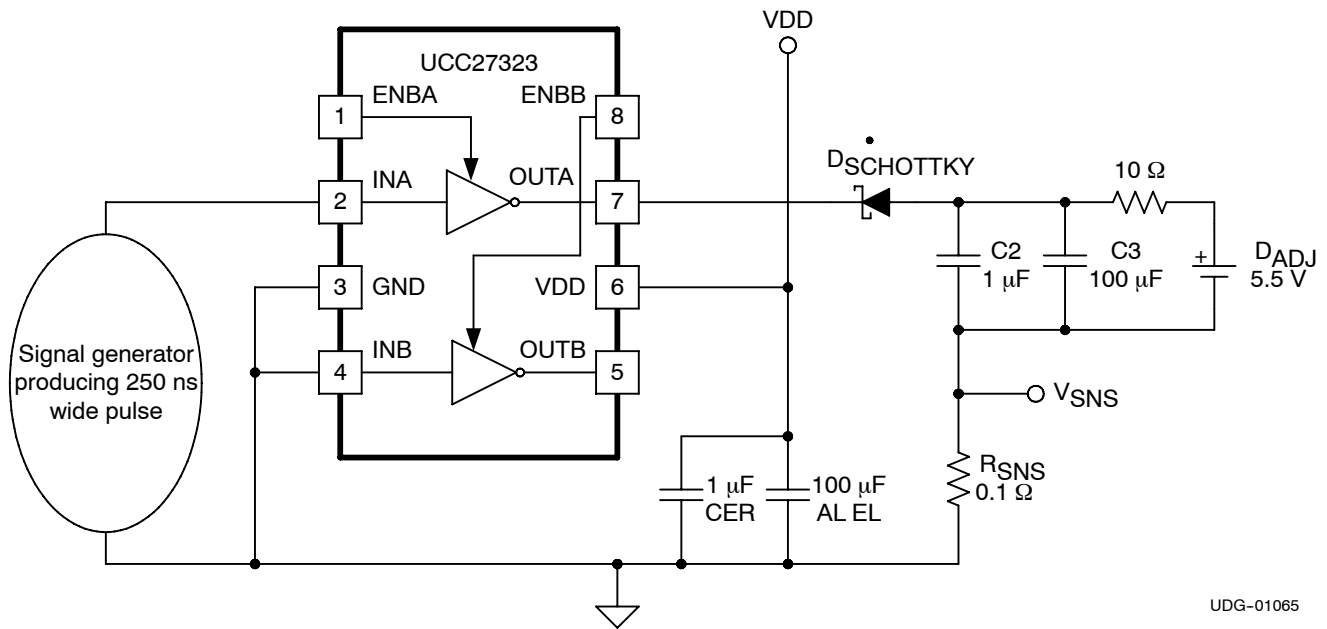 VDD
UCC27323
ENBA
ENBB
1
8
INA
OUTA
2
7
DSCHOTTKY
10 Ω
3
GND
VDD
6
C2
1 μF
C3
100 μF
+
DADJ
5.5 V
4
INB
OUTB
5
Signal generator
producing 250 ns
wide pulse
VSNS
1 μF
CER
100 μF
AL EL
RSNS
0.1 Ω
UDG-01065